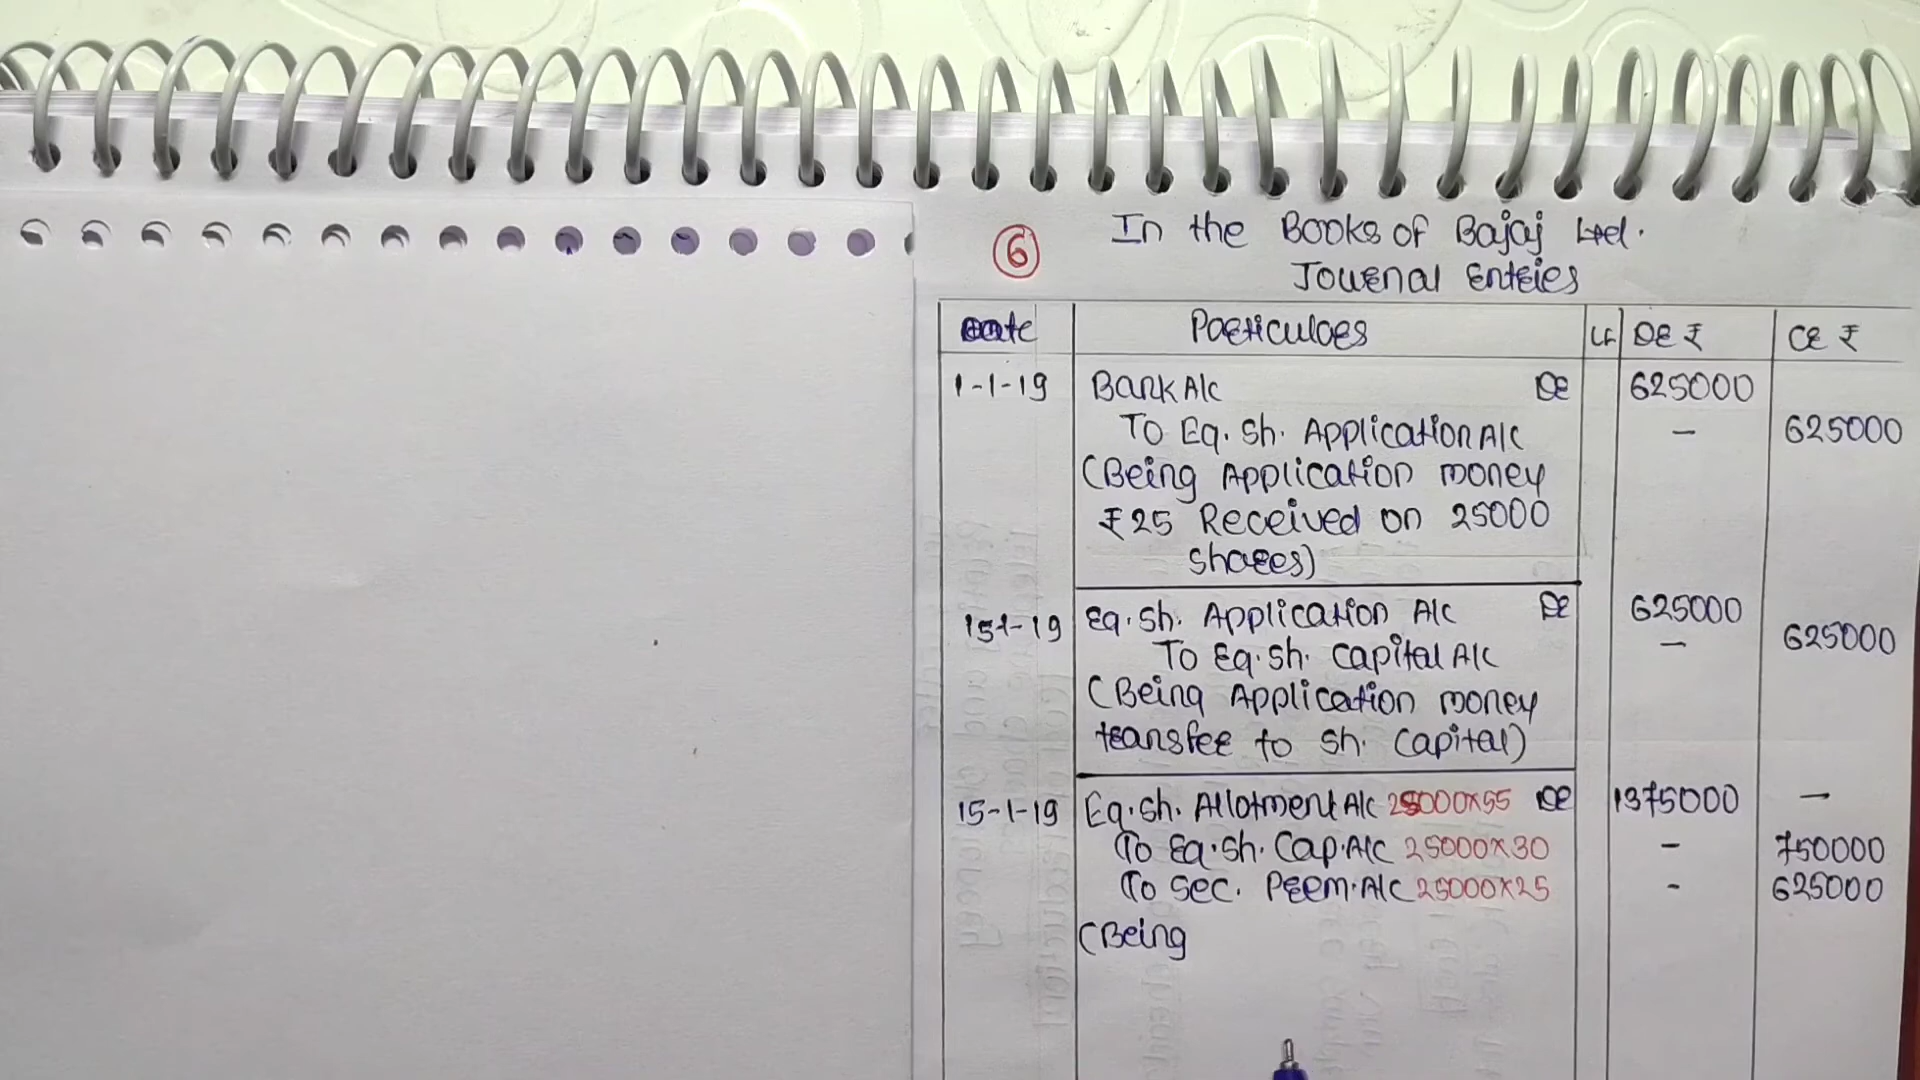 6
In the Books of Bajaj Ltd.
Journal Entries
Date Particulars LF DR ₹ CR ₹
1-1-19 Bank A/c DR 625000
To Eq. Sh. Application A/c - 625000
(Being Application money
₹25 Received on 25000
shares)
15-1-19 Eq. Sh. Application A/c DR 625000
To Eq. Sh. Capital A/c - 625000
(Being Application money
transfer to Sh. Capital)
15-1-19 Eq. Sh. Allotment A/c 25000x55 DR 1375000 -
To Eq. Sh. Cap. A/c 25000x30 - 750000
To Sec. Prem. A/c 25000x25 - 625000
(Being